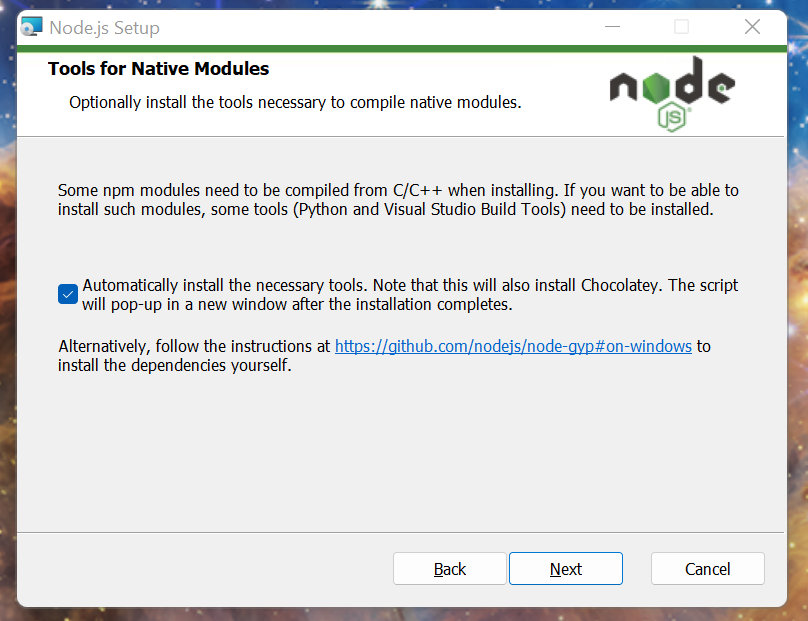 Node.js Setup
Tools for Native Modules
Optionally install the tools necessary to compile native modules.
node
JS
Some npm modules need to be compiled from C/C++ when installing. If you want to be able to
install such modules, some tools (Python and Visual Studio Build Tools) need to be installed.
Automatically install the necessary tools. Note that this will also install Chocolatey. The script
will pop-up in a new window after the installation completes.
Alternatively, follow the instructions at https://github.com/nodejs/node-gyp#on-windows to
install the dependencies yourself.
Back Next Cancel